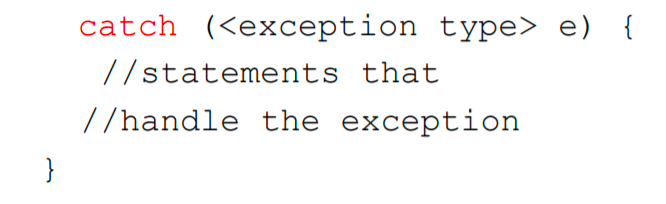 catch (<exception type> e) {
//statements that
//handle the exception
}